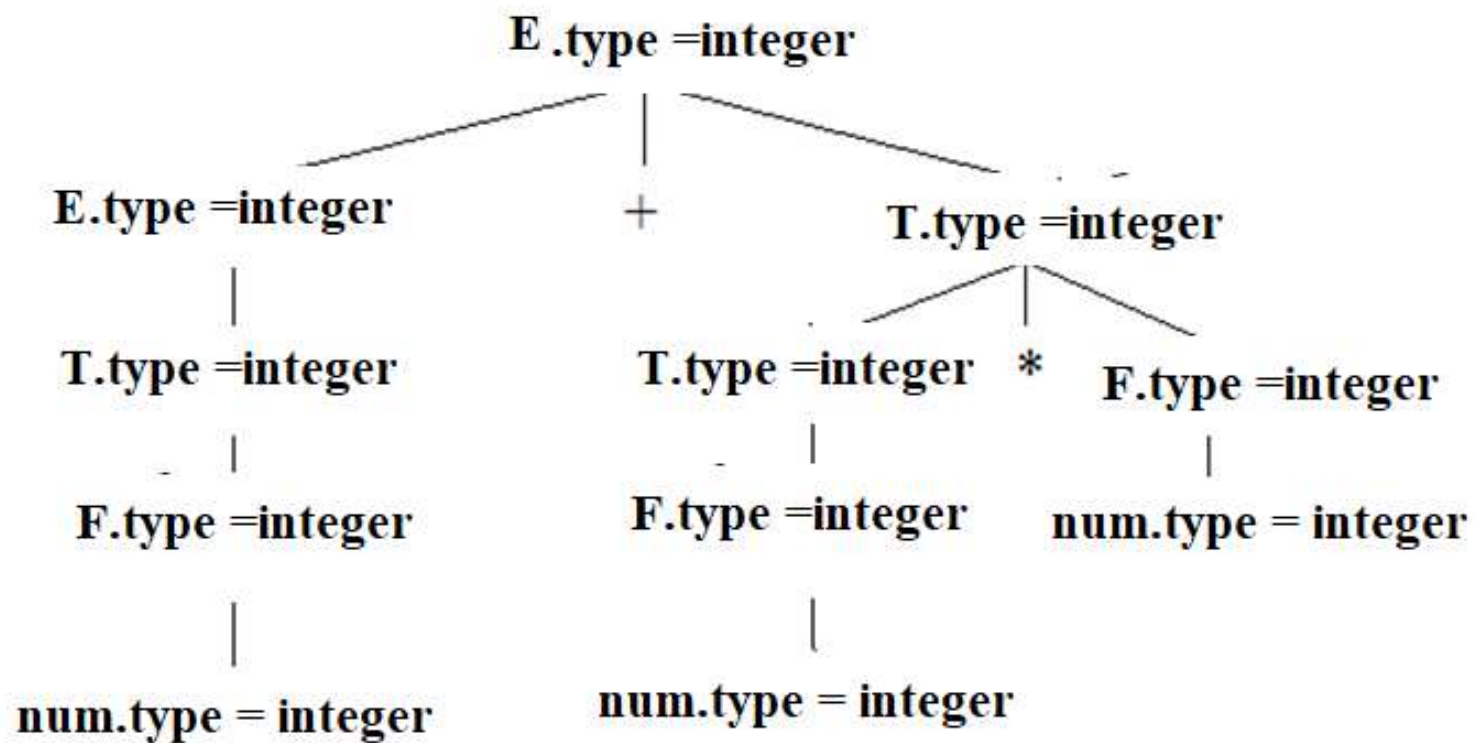 E .type =integer
E.type =integer + T.type =integer
T.type =integer T.type =integer * F.type =integer
F.type =integer F.type =integer num.type = integer
num.type = integer num.type = integer